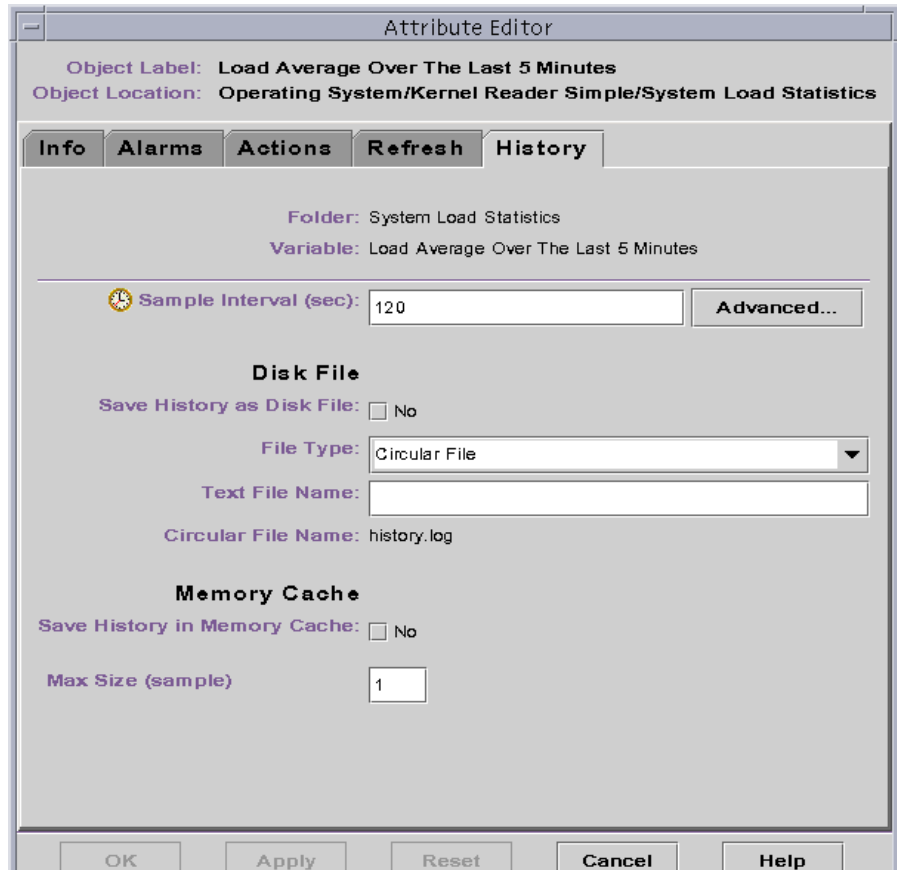 Attribute Editor
Object Label: Load Average Over The Last 5 Minutes
Object Location: Operating System/Kernel Reader Simple/System Load Statistics
Info Alarms Actions Refresh History
Folder: System Load Statistics
Variable: Load Average Over The Last 5 Minutes
Sample Interval (sec): 120 Advanced...
Disk File
Save History as Disk File: No
File Type: Circular File
Text File Name:
Circular File Name: history.log
Memory Cache
Save History in Memory Cache: No
Max Size (sample) 1
OK Apply Reset Cancel Help